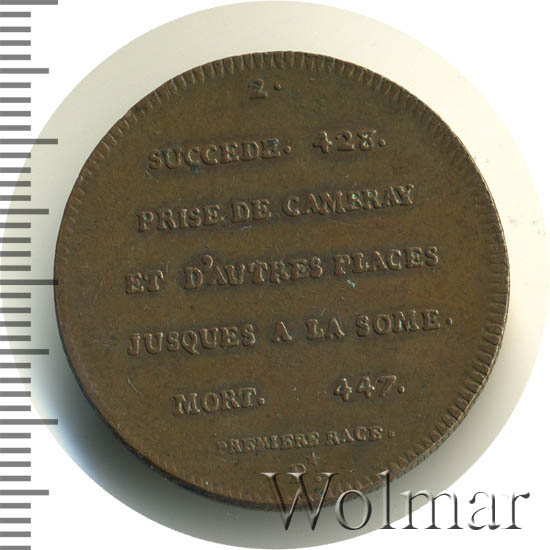 2.
SUCCEDE. 428.
PRISE DE CAMBRAY
ET D'AUTRES PLACES
JUSQUES A LA SOME.
MORT. 447.
PREMIERE RACE.
D.
Wolmar